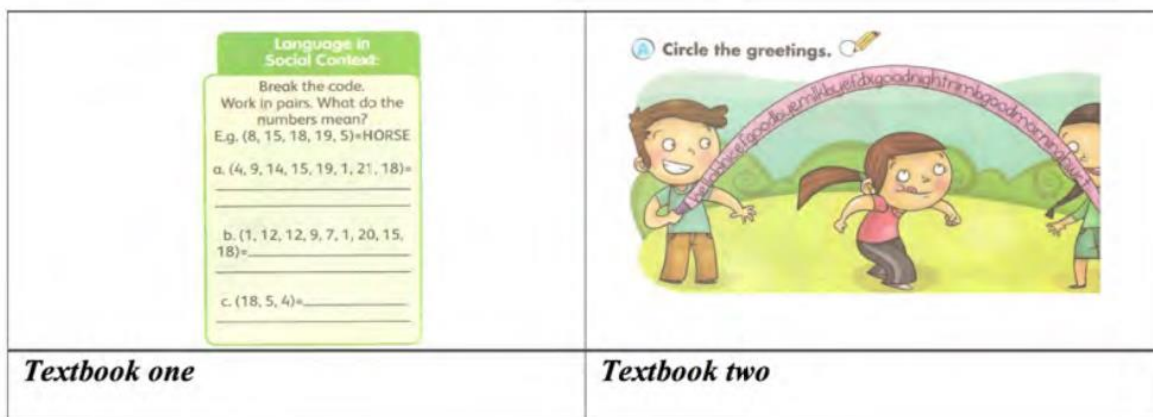 Language in
Social Context:
Break the code.
Work in pairs. What do the
numbers mean?
E.g. (8, 15, 18, 19, 5)=HORSE
a. (4, 9, 14, 15, 19, 1, 21, 18)=
b. (1, 12, 12, 9, 7, 1, 20, 15,
18)=
c. (18, 5, 4)=
A Circle the greetings.
Textbook one
Textbook two